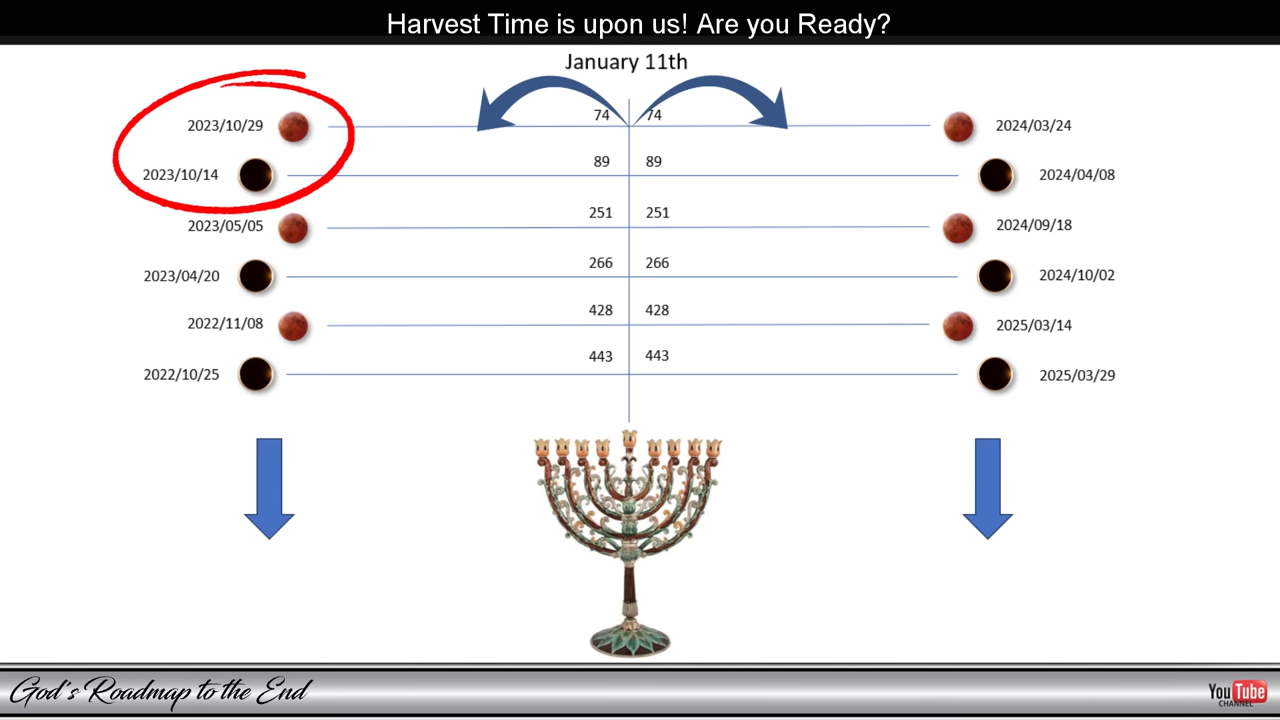 Harvest Time is upon us! Are you Ready?
January 11th
2023/10/29 74 74 2024/03/24
2023/10/14 89 89 2024/04/08
2023/05/05 251 251 2024/09/18
2023/04/20 266 266 2024/10/02
2022/11/08 428 428 2025/03/14
2022/10/25 443 443 2025/03/29
God's Roadmap to the End
YouTube
CHANNEL